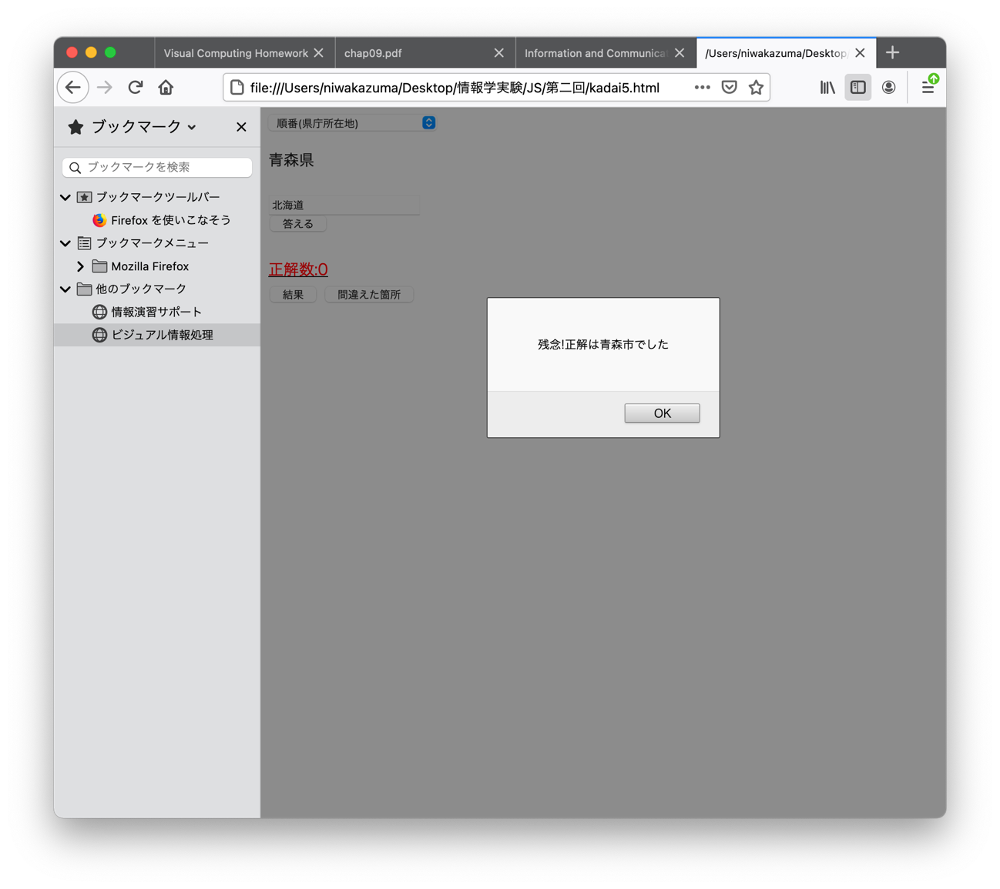 Visual Computing Homework
chap09.pdf
Information and Communicat
/Users/niwakazuma/Desktop/
file:///Users/niwakazuma/Desktop/情報学実験/JS/第二回/kadai5.html
ブックマーク
ブックマークを検索
ブックマークツールバー
Firefox を使いこなそう
ブックマークメニュー
Mozilla Firefox
他のブックマーク
情報演習サポート
ビジュアル情報処理
順番(県庁所在地)
青森県
北海道
答える
正解数:0
結果 間違えた箇所
残念!正解は青森市でした
OK